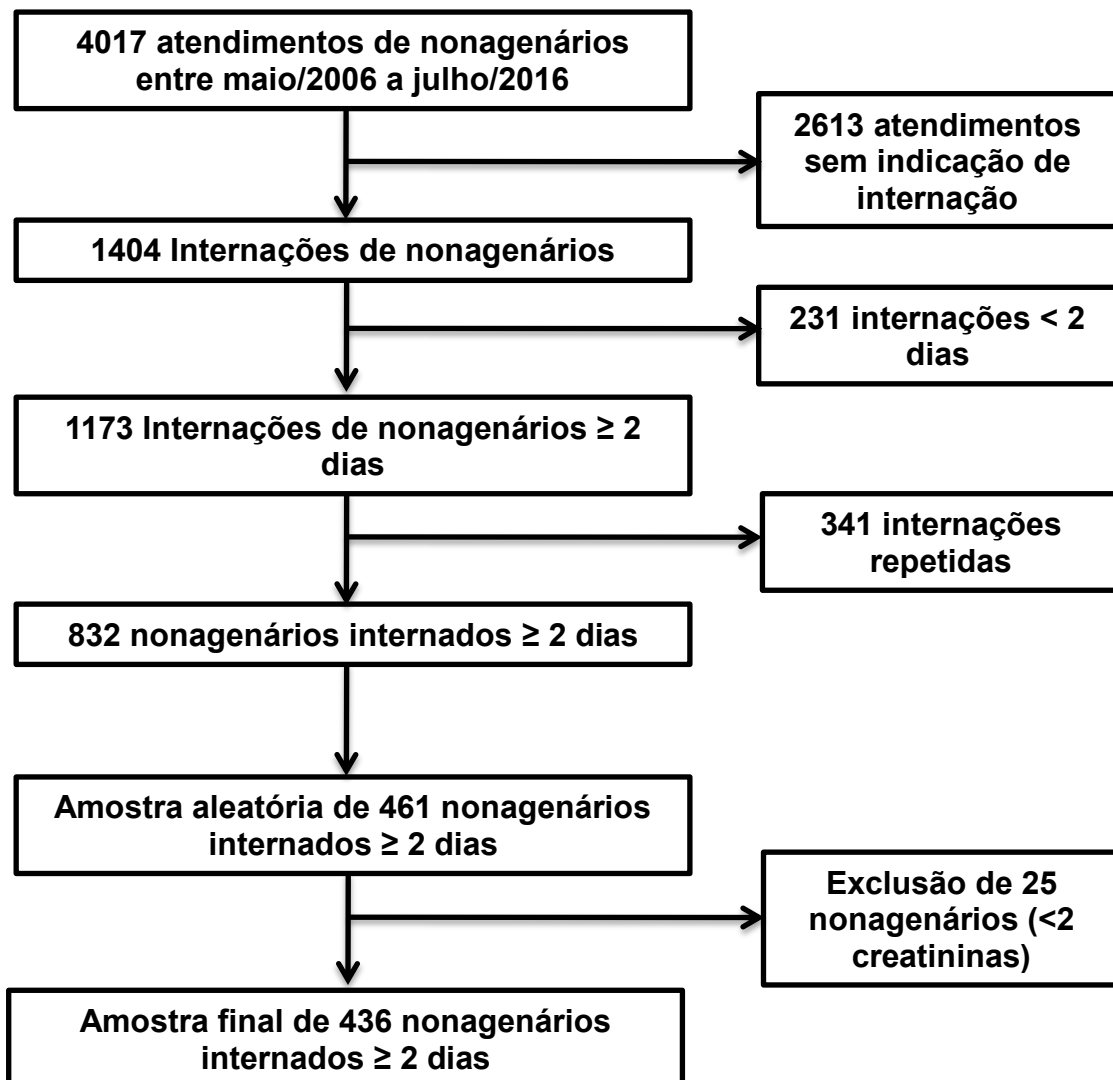 4017 atendimentos de nonagenários
entre maio/2006 a julho/2016
2613 atendimentos
sem indicação de
internação
1404 Internações de nonagenários
231 internações < 2
dias
1173 Internações de nonagenários ≥ 2
dias
341 internações
repetidas
832 nonagenários internados ≥ 2 dias
Amostra aleatória de 461 nonagenários
internados ≥ 2 dias
Exclusão de 25
nonagenários (<2
creatininas)
Amostra final de 436 nonagenários
internados ≥ 2 dias